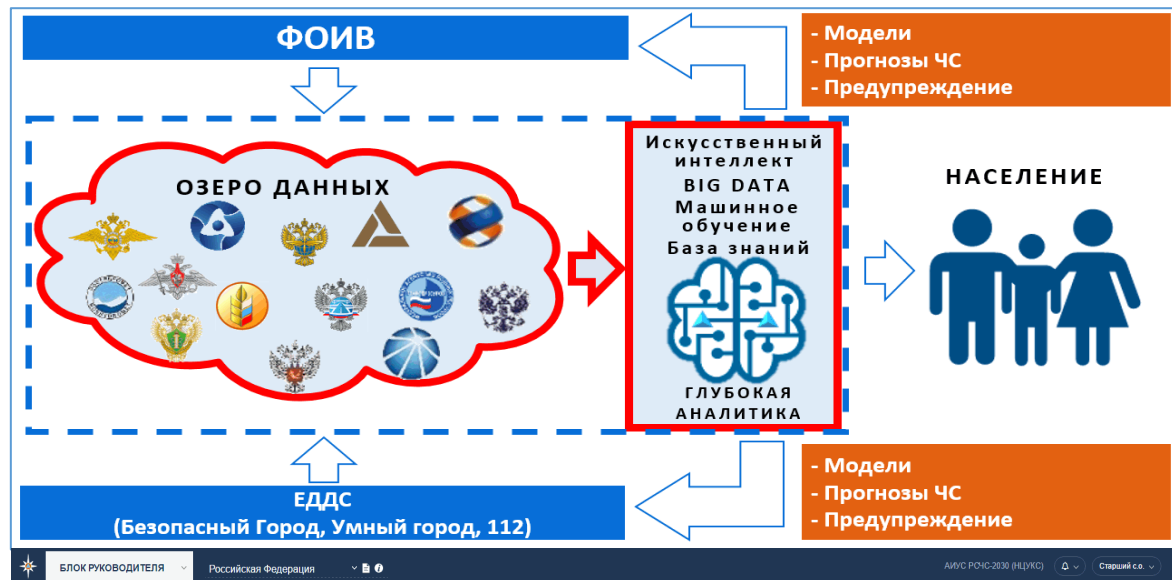 ФОИВ
- Модели
- Прогнозы ЧС
- Предупреждение
ОЗЕРО ДАННЫХ
Искусственный
интеллект
BIG DATA
Машинное
обучение
База знаний
ГЛУБОКАЯ
АНАЛИТИКА
НАСЕЛЕНИЕ
ЕДДС
(Безопасный Город, Умный город, 112)
- Модели
- Прогнозы ЧС
- Предупреждение
БЛОК РУКОВОДИТЕЛЯ
Российская Федерация
АИУС РСЧС-2030 (НЦУКС)
Старший с.о.